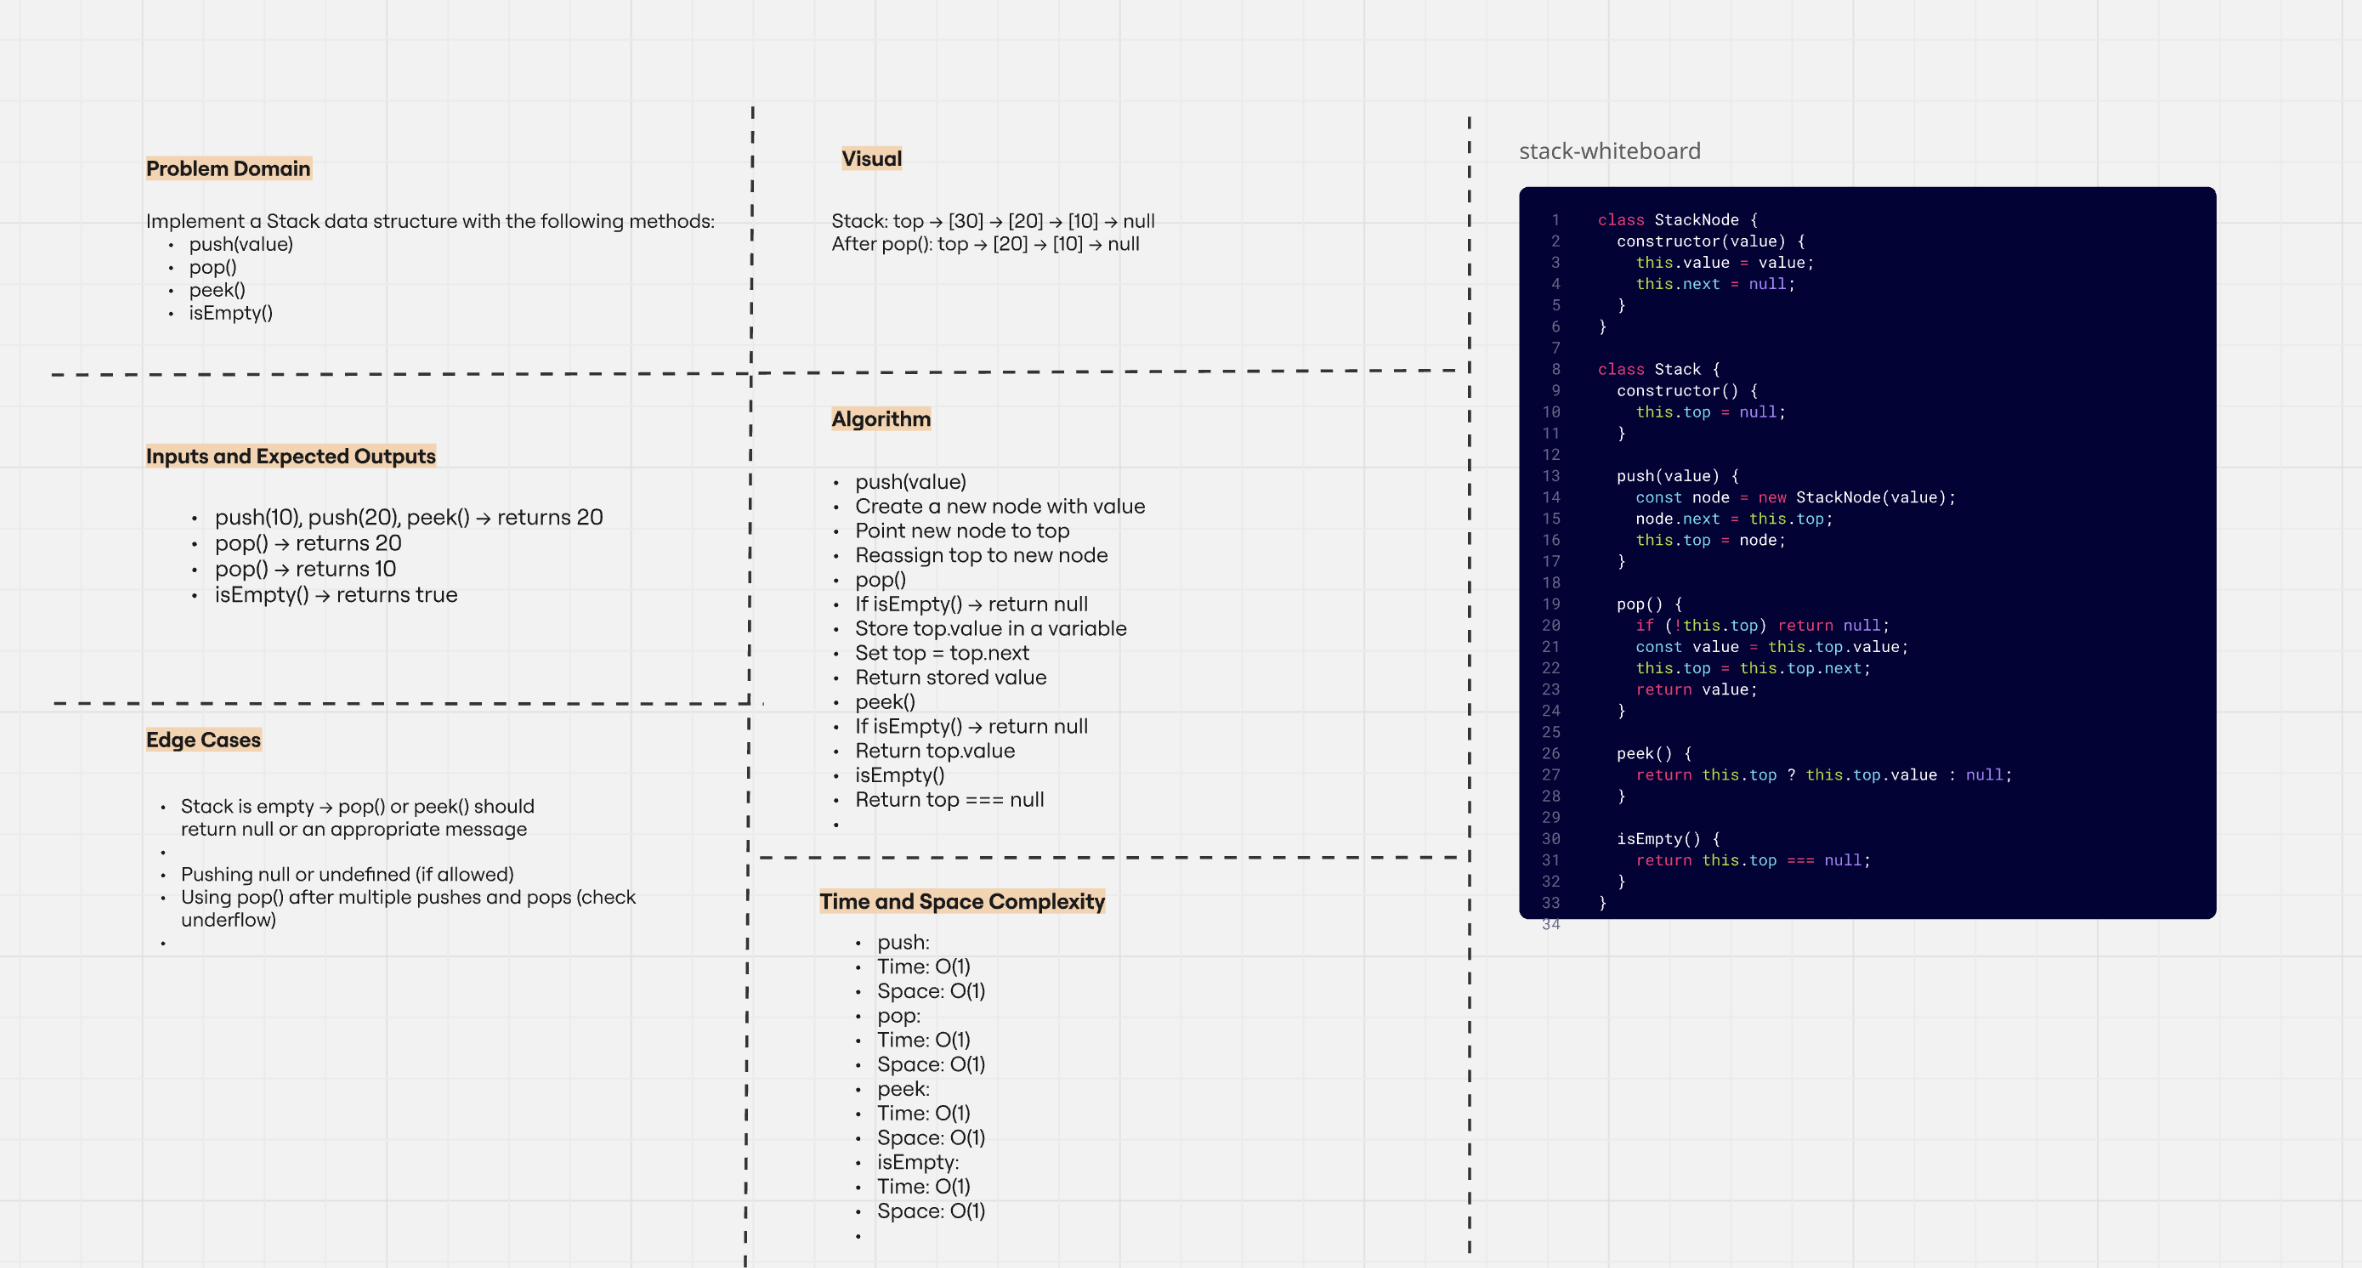 Problem Domain
Implement a Stack data structure with the following methods:
• push(value)
• pop()
• peek()
• isEmpty()
Inputs and Expected Outputs
• push(10), push(20), peek() → returns 20
• pop() → returns 20
• pop() → returns 10
• isEmpty() → returns true
Edge Cases
• Stack is empty → pop() or peek() should
return null or an appropriate message
•
• Pushing null or undefined (if allowed)
• Using pop() after multiple pushes and pops (check
underflow)
•
Visual
Stack: top → [30] → [20] → [10] → null
After pop(): top → [20] → [10] → null
Algorithm
• push(value)
• Create a new node with value
• Point new node to top
• Reassign top to new node
• pop()
• If isEmpty() → return null
• Store top.value in a variable
• Set top = top.next
• Return stored value
• peek()
• If isEmpty() → return null
• Return top.value
• isEmpty()
• Return top === null
•
Time and Space Complexity
• push:
• Time: O(1)
• Space: O(1)
• pop:
• Time: O(1)
• Space: O(1)
• peek:
• Time: O(1)
• Space: O(1)
• isEmpty:
• Time: O(1)
• Space: O(1)
•
stack-whiteboard
1 class StackNode {
2   constructor(value) {
3     this.value = value;
4     this.next = null;
5   }
6 }
7
8 class Stack {
9   constructor() {
10     this.top = null;
11   }
12
13   push(value) {
14     const node = new StackNode(value);
15     node.next = this.top;
16     this.top = node;
17   }
18
19   pop() {
20     if (!this.top) return null;
21     const value = this.top.value;
22     this.top = this.top.next;
23     return value;
24   }
25
26   peek() {
27     return this.top ? this.top.value : null;
28   }
29
30   isEmpty() {
31     return this.top === null;
32   }
33 }
34